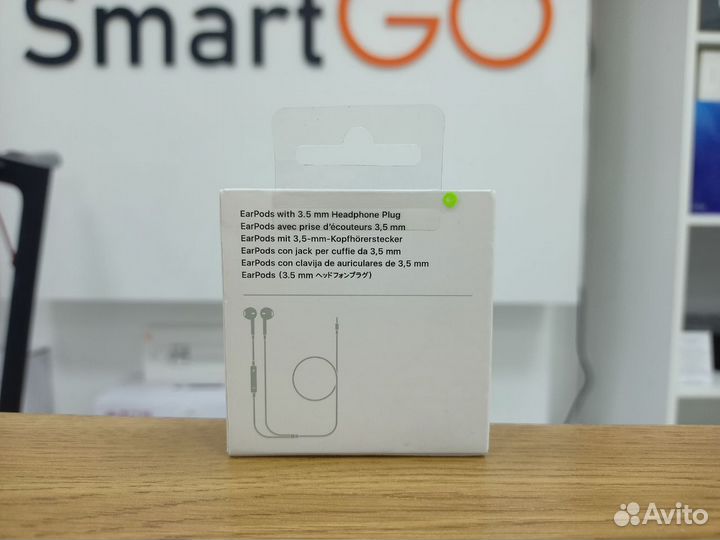 SmartGO
EarPods with 3.5 mm Headphone Plug
EarPods avec prise d'écouteurs 3,5 mm
EarPods mit 3,5-mm-Kopfhörerstecker
EarPods con jack per cuffie da 3,5 mm
EarPods con clavija de auriculares de 3,5 mm
EarPods (3.5 mm ヘッドフォンプラグ)
Avito